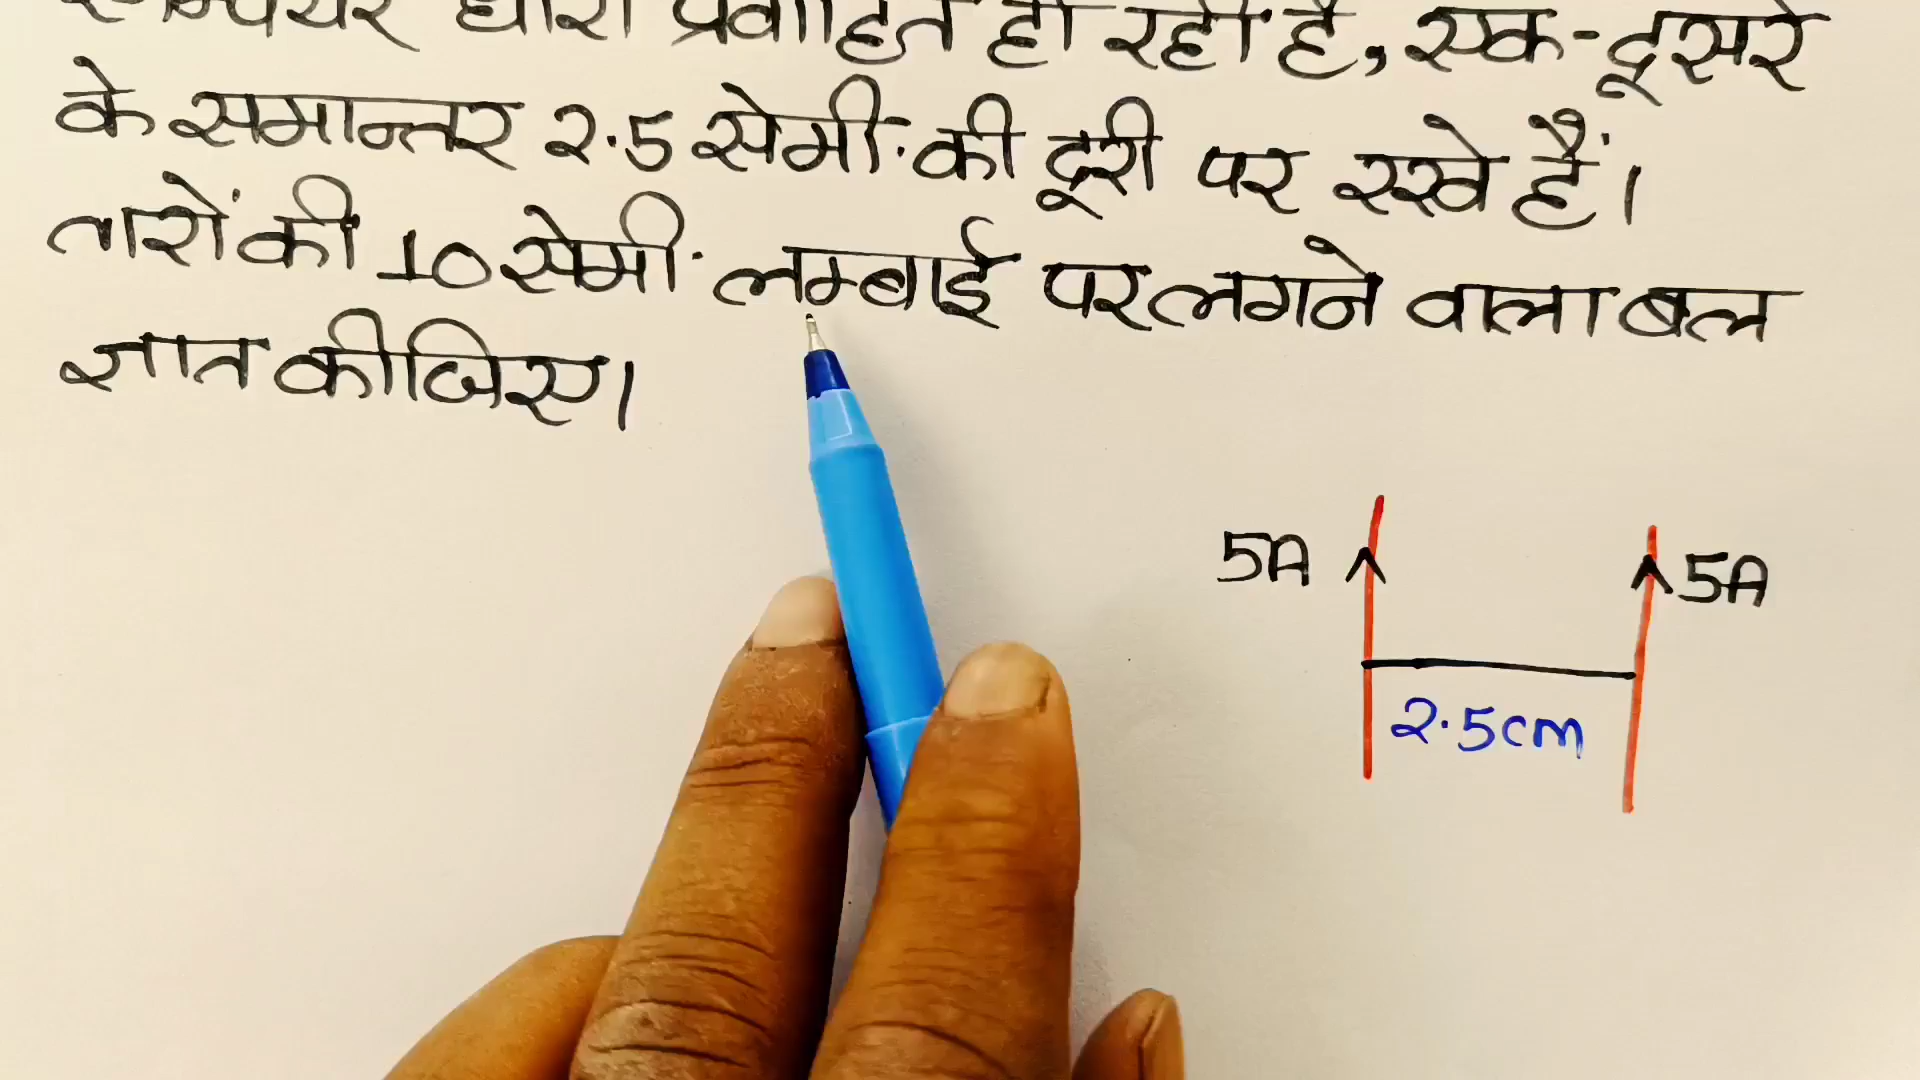 एम्पियर धारा प्रवाहित हो रही है, एक-दूसरे
के समान्तर 2.5 सेमी. की दूरी पर रखे हैं।
तारों की 10 सेमी. लम्बाई पर लगने वाला बल
ज्ञात कीजिए।
5A 5A
2.5cm